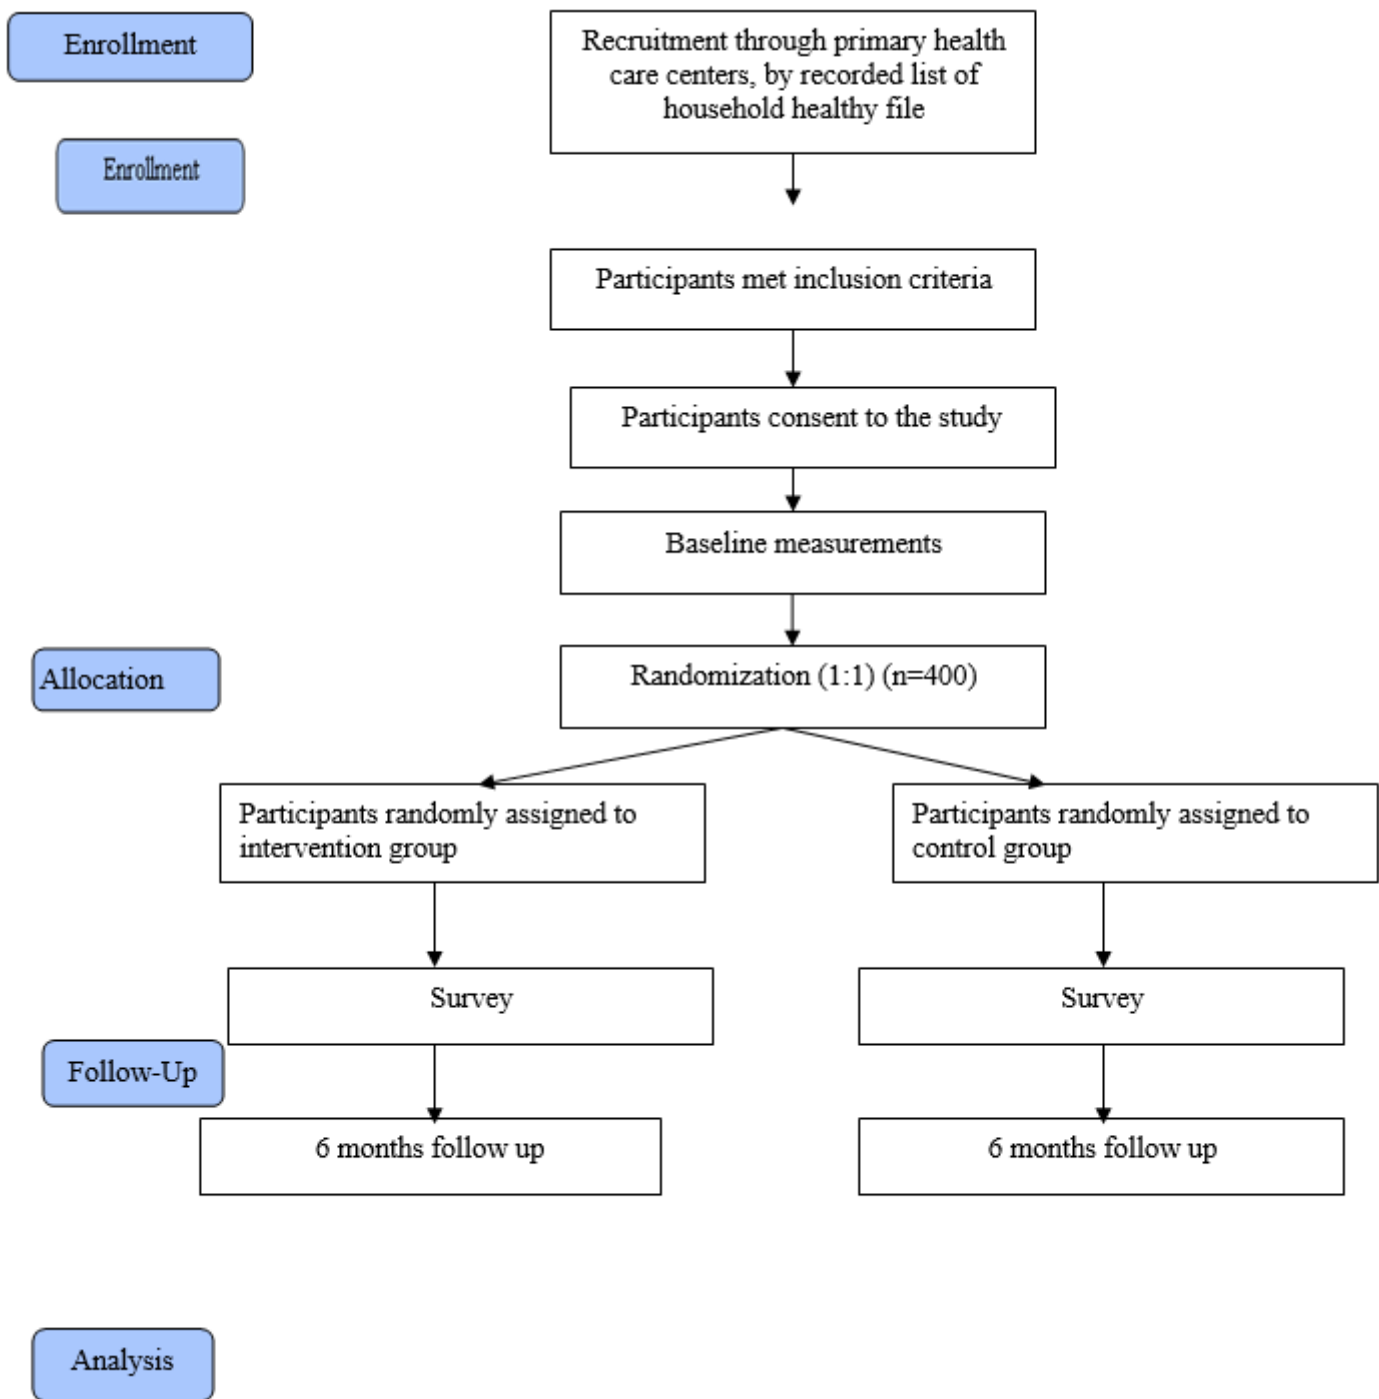 Enrollment
Recruitment through primary health
care centers, by recorded list of
household healthy file
Enrollment
Participants met inclusion criteria
Participants consent to the study
Baseline measurements
Allocation
Randomization (1:1) (n=400)
Participants randomly assigned to
intervention group
Participants randomly assigned to
control group
Survey
Survey
Follow-Up
6 months follow up
6 months follow up
Analysis